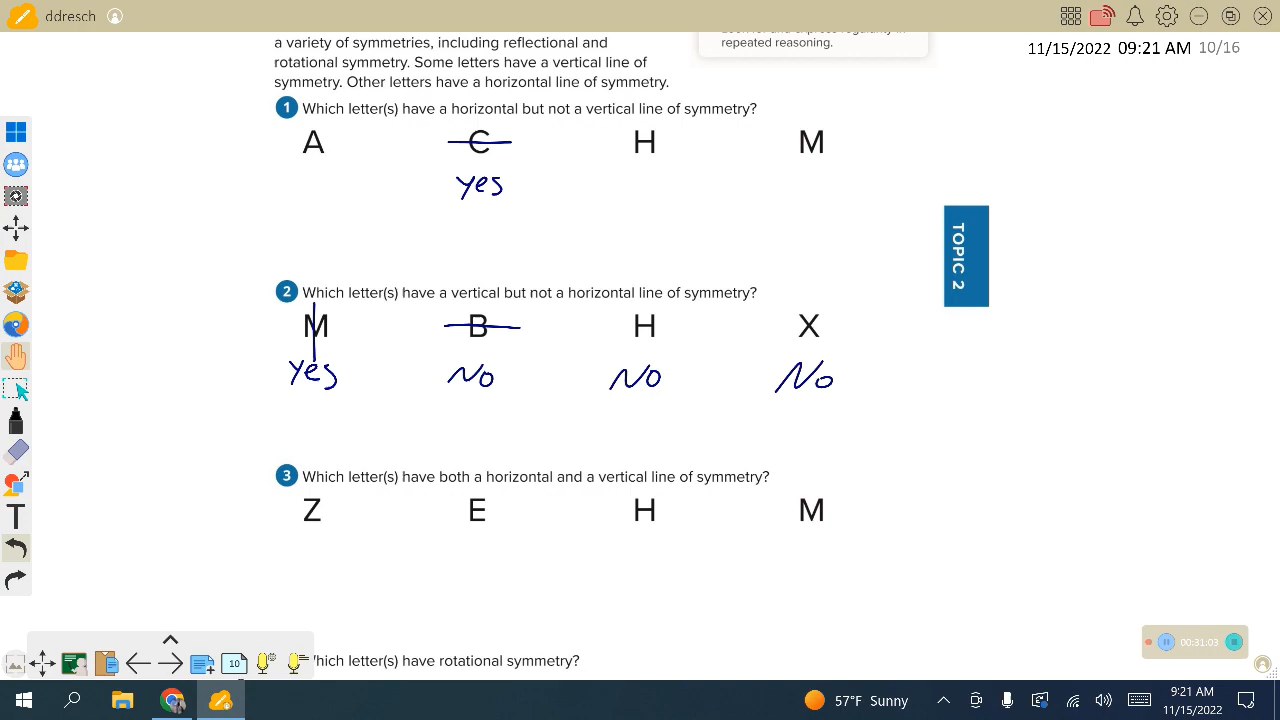 ddresch
a variety of symmetries, including reflectional and
rotational symmetry. Some letters have a vertical line of
symmetry. Other letters have a horizontal line of symmetry.
repeated reasoning.
11/15/2022 09:21 AM 10/16
1 Which letter(s) have a horizontal but not a vertical line of symmetry?
A C H M
yes
TOPIC 2
2 Which letter(s) have a vertical but not a horizontal line of symmetry?
M B H X
Yes No No No
3 Which letter(s) have both a horizontal and a vertical line of symmetry?
Z E H M
T
00:31:03
10
hich letter(s) have rotational symmetry?
57°F Sunny
9:21 AM
11/15/2022